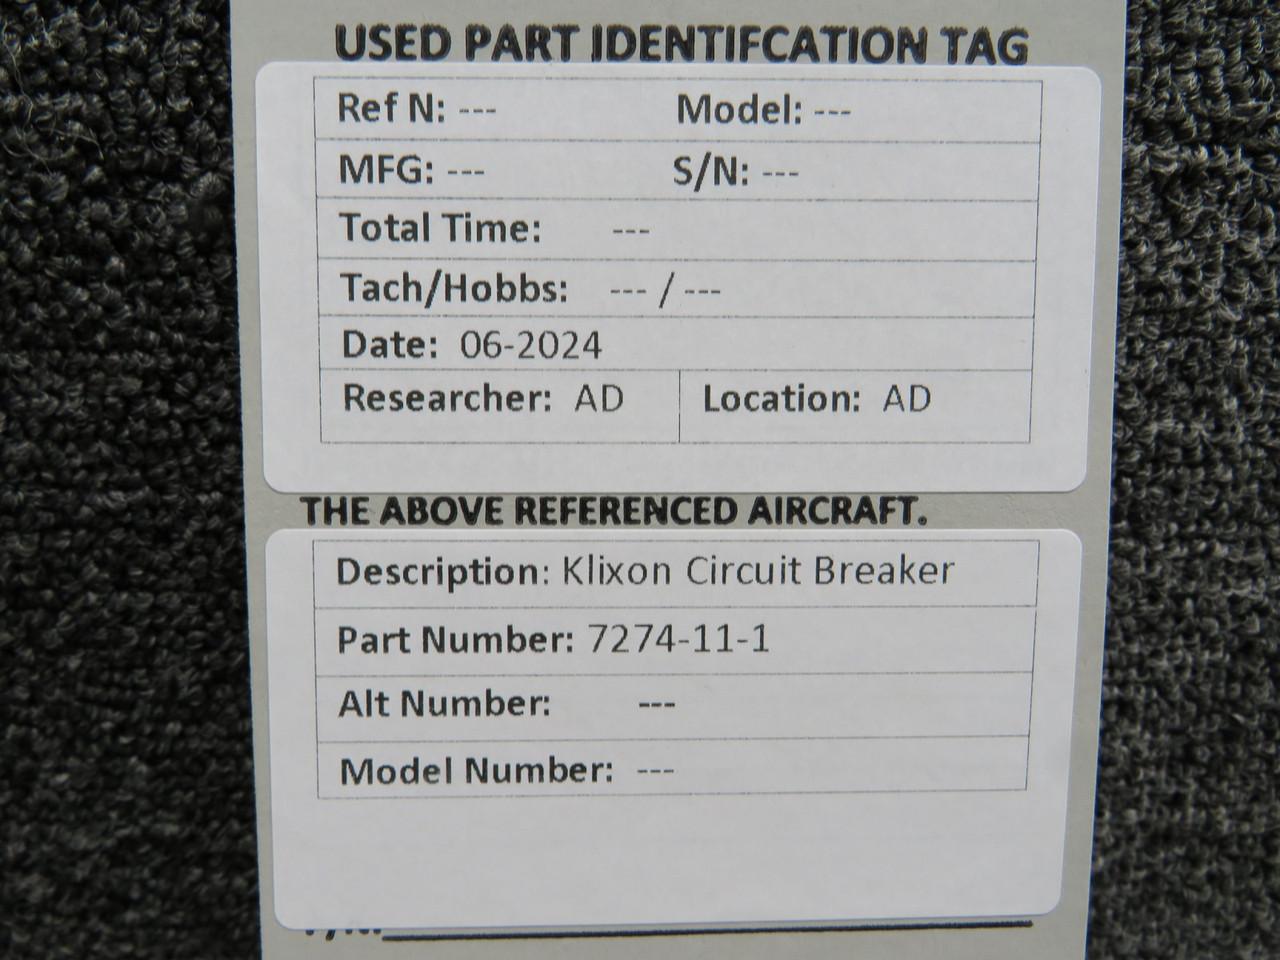 USED PART IDENTIFCATION TAG
Ref N: --- Model: ---
MFG: --- S/N: ---
Total Time: ---
Tach/Hobbs: --- / ---
Date: 06-2024
Researcher: AD Location: AD
THE ABOVE REFERENCED AIRCRAFT.
Description: Klixon Circuit Breaker
Part Number: 7274-11-1
Alt Number: ---
Model Number: ---